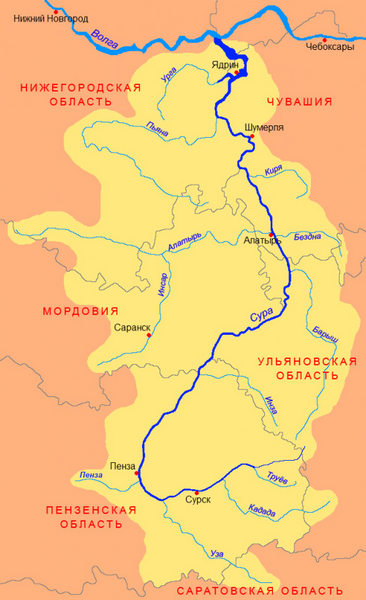 Нижний Новгород
Волга
Чебоксары
Ядрин
Урга
НИЖЕГОРОДСКАЯ
ОБЛАСТЬ
ЧУВАШИЯ
Пьяна
Шумерля
Киря
Алатырь
Алатырь
Бездна
Инсар
МОРДОВИЯ
Саранск
Сура
Барыш
УЛЬЯНОВСКАЯ
ОБЛАСТЬ
Инза
Пенза
Пенза
Труёв
Сурск
Кадада
ПЕНЗЕНСКАЯ
ОБЛАСТЬ
Уза
САРАТОВСКАЯ ОБЛАСТЬ